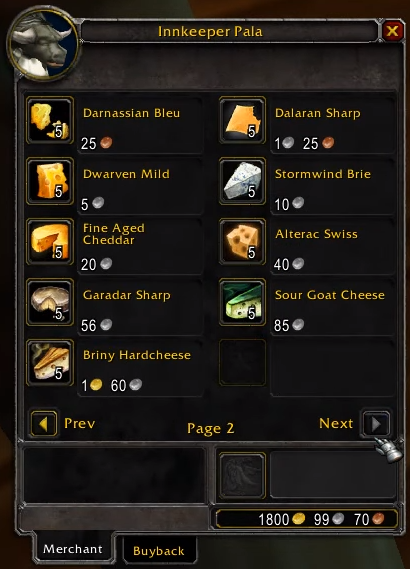 Innkeeper Pala
5
Darnassian Bleu
25
5
Dalaran Sharp
1 25
5
Dwarven Mild
5
5
Stormwind Brie
10
5
Fine Aged
Cheddar
20
5
Alterac Swiss
40
5
Garadar Sharp
56
5
Sour Goat Cheese
85
5
Briny Hardcheese
1 60
Prev
Page 2
Next
1800 99 70
Merchant
Buyback